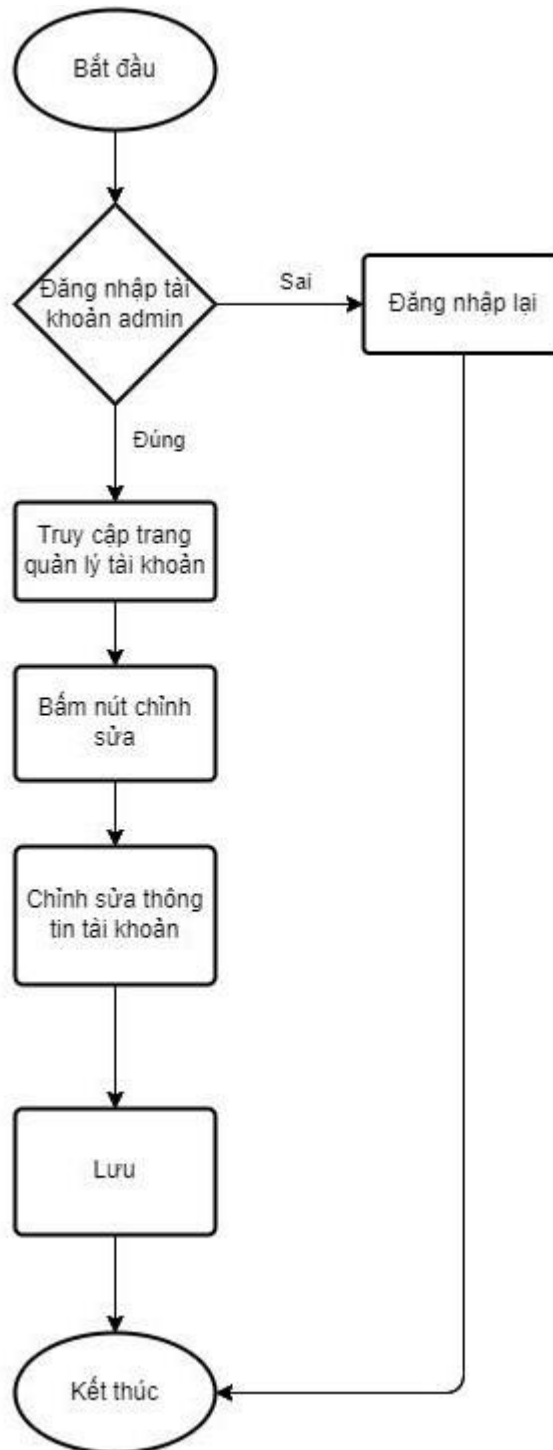 Bắt đầu
Đăng nhập tài
khoản admin
Sai
Đăng nhập lại
Đúng
Truy cập trang
quản lý tài khoản
Bấm nút chỉnh
sửa
Chỉnh sửa thông
tin tài khoản
Lưu
Kết thúc